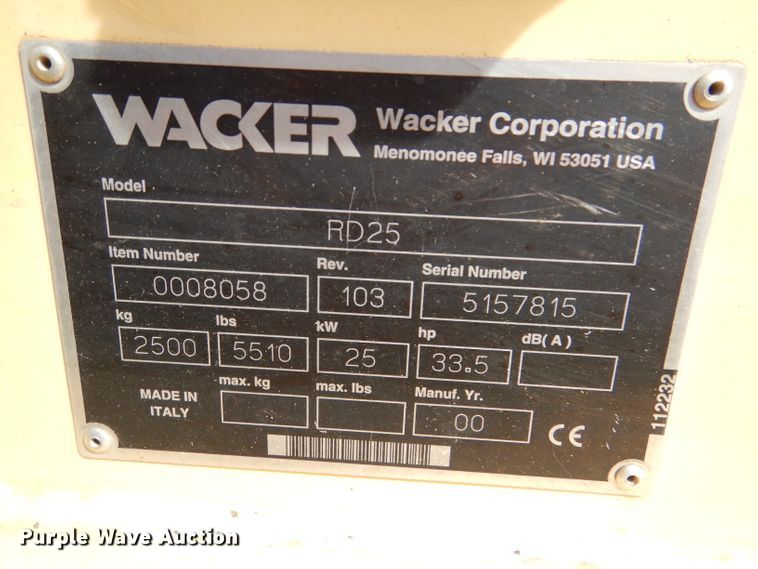 WACKER Wacker Corporation
Menomonee Falls, WI 53051 USA
Model
RD25
Item Number Rev. Serial Number
0008058 103 5157815
kg lbs kW hp dB(A)
2500 5510 25 33.5
MADE IN ITALY max. kg max. lbs Manuf. Yr.
00
CE
112232
Purple Wave Auction